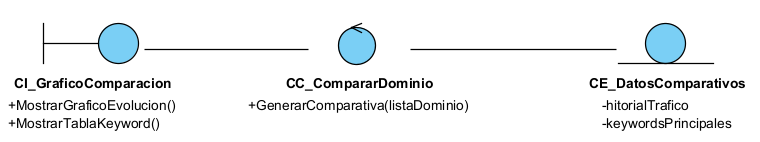 CI_GraficoComparacion
+MostrarGraficoEvolucion()
+MostrarTablaKeyword()
CC_CompararDominio
+GenerarComparativa(listaDominio)
CE_DatosComparativos
-hitorialTrafico
-keywordsPrincipales